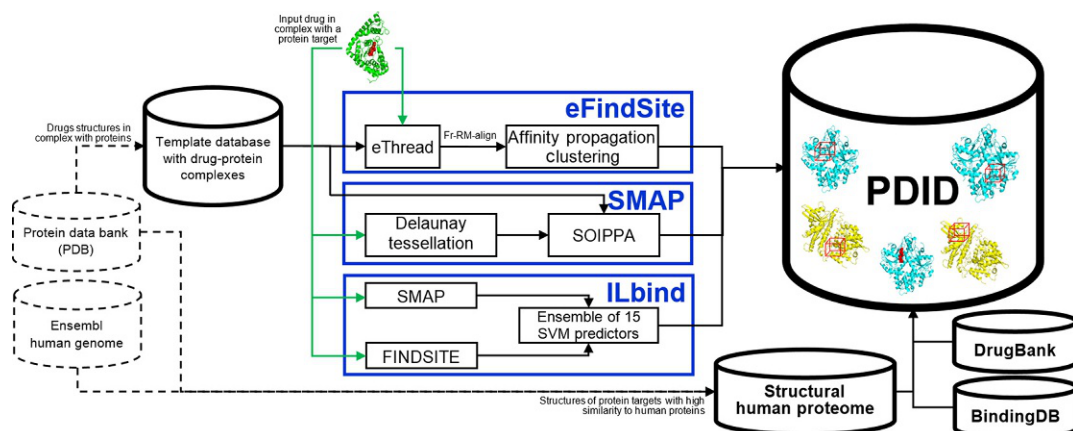 Input drug in
complex with a
protein target
Drugs structures in
complex with proteins
Template database
with drug-protein
complexes
Protein data bank
(PDB)
Ensembl
human genome
eFindSite
eThread
Fr-RM-align
Affinity propagation
clustering
SMAP
Delaunay
tessellation
SOIPPA
ILbind
SMAP
FINDSITE
Ensemble of 15
SVM predictors
PDID
Structures of protein targets with high
similarity to human proteins
Structural
human proteome
DrugBank
BindingDB